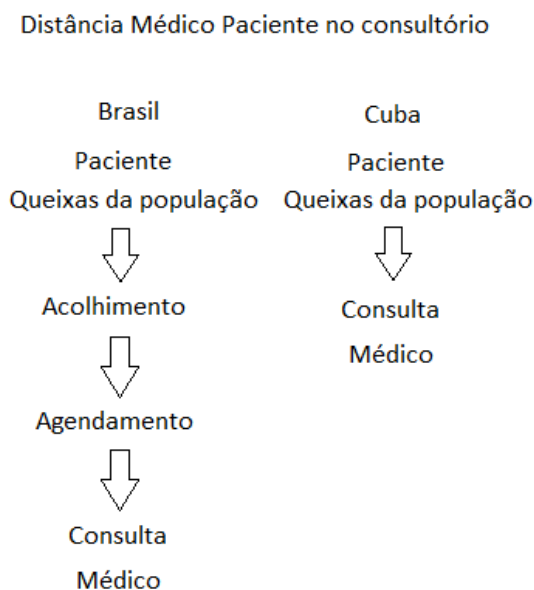 Distância Médico Paciente no consultório
Brasil
Paciente
Queixas da população
Acolhimento
Agendamento
Consulta
Médico
Cuba
Paciente
Queixas da população
Consulta
Médico